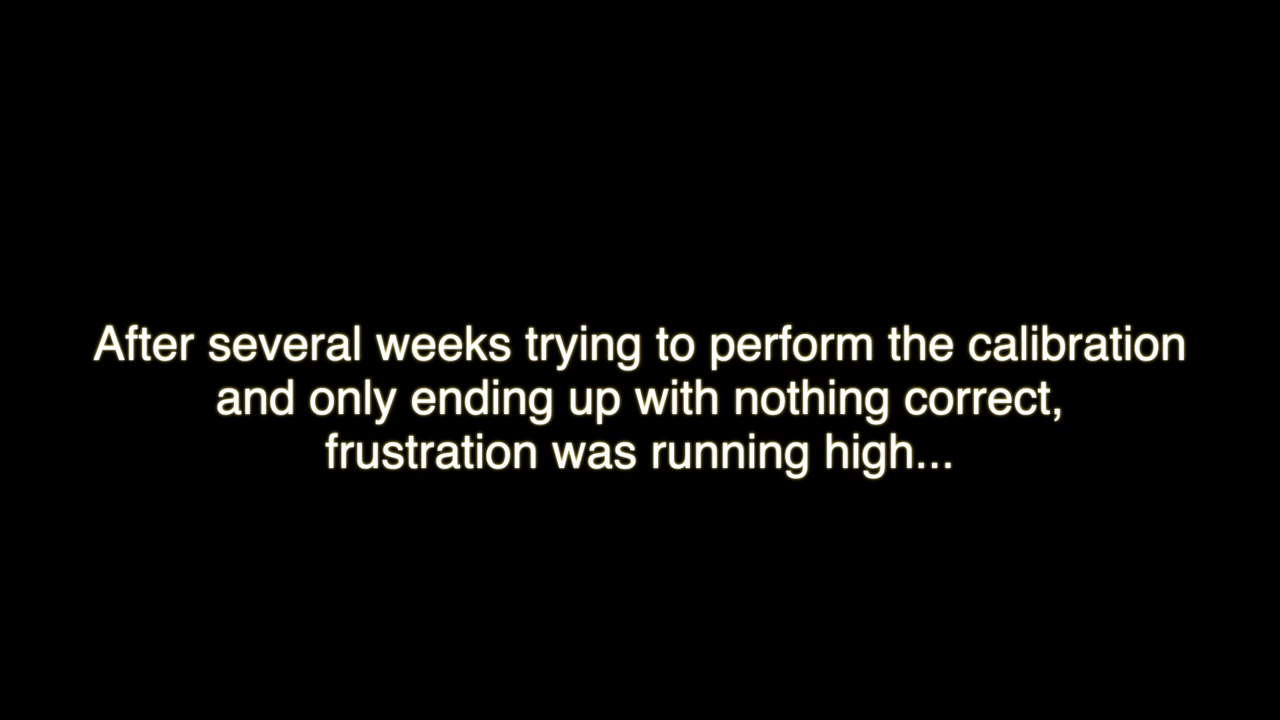 After several weeks trying to perform the calibration
and only ending up with nothing correct,
frustration was running high...